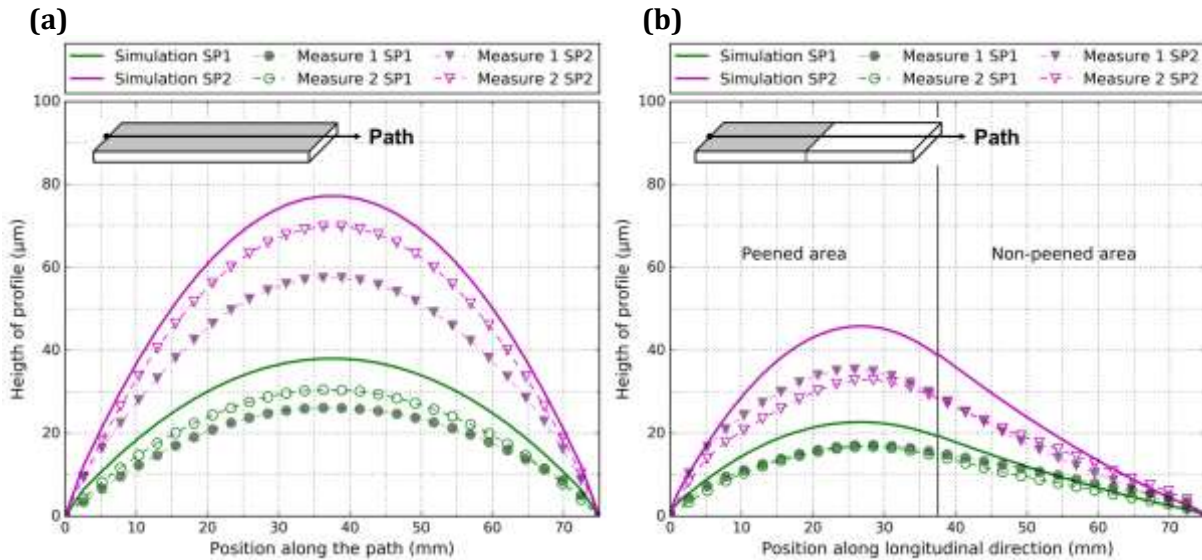 (a)
Simulation SP1 Measure 1 SP1 Measure 1 SP2
Simulation SP2 Measure 2 SP1 Measure 2 SP2
100
80
60
40
20
0
Heigth of profile (μm)
Path
0 10 20 30 40 50 60 70
Position along the path (mm)
(b)
Simulation SP1 Measure 1 SP1 Measure 1 SP2
Simulation SP2 Measure 2 SP1 Measure 2 SP2
100
80
60
40
20
0
Heigth of profile (μm)
Path
Peened area Non-peened area
0 10 20 30 40 50 60 70
Position along longitudinal direction (mm)